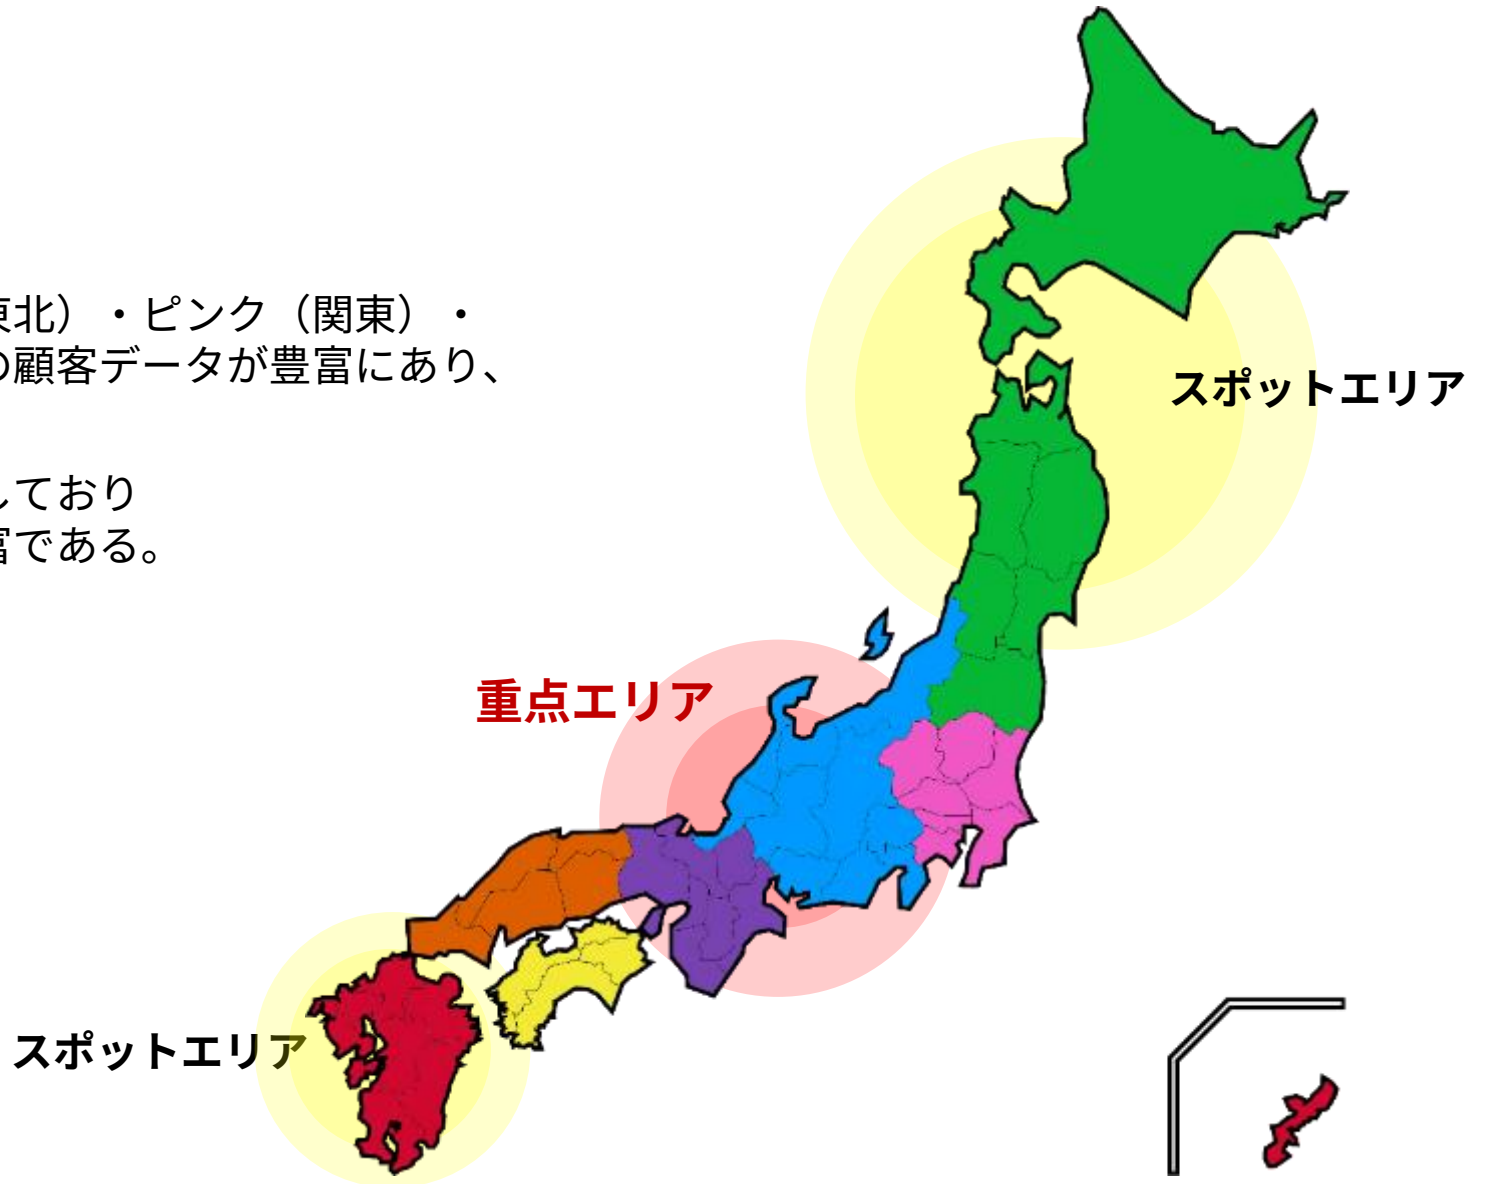 東北）・ピンク（関東）・
の顧客データが豊富にあり、
しており
富である。
スポットエリア
重点エリア
スポットエリア